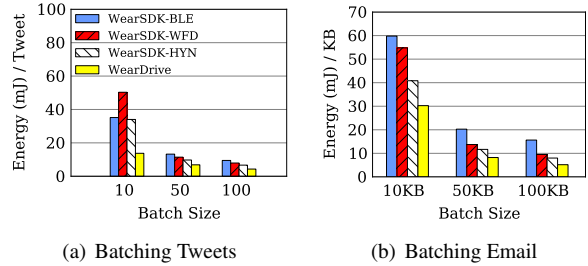 100
80
60
40
20
0
Energy (mJ) / Tweet
WearSDK-BLE
WearSDK-WFD
WearSDK-HYN
WearDrive
10 50 100
Batch Size
(a) Batching Tweets
70
60
50
40
30
20
10
0
Energy (mJ) / KB
10KB 50KB 100KB
Batch Size
(b) Batching Email